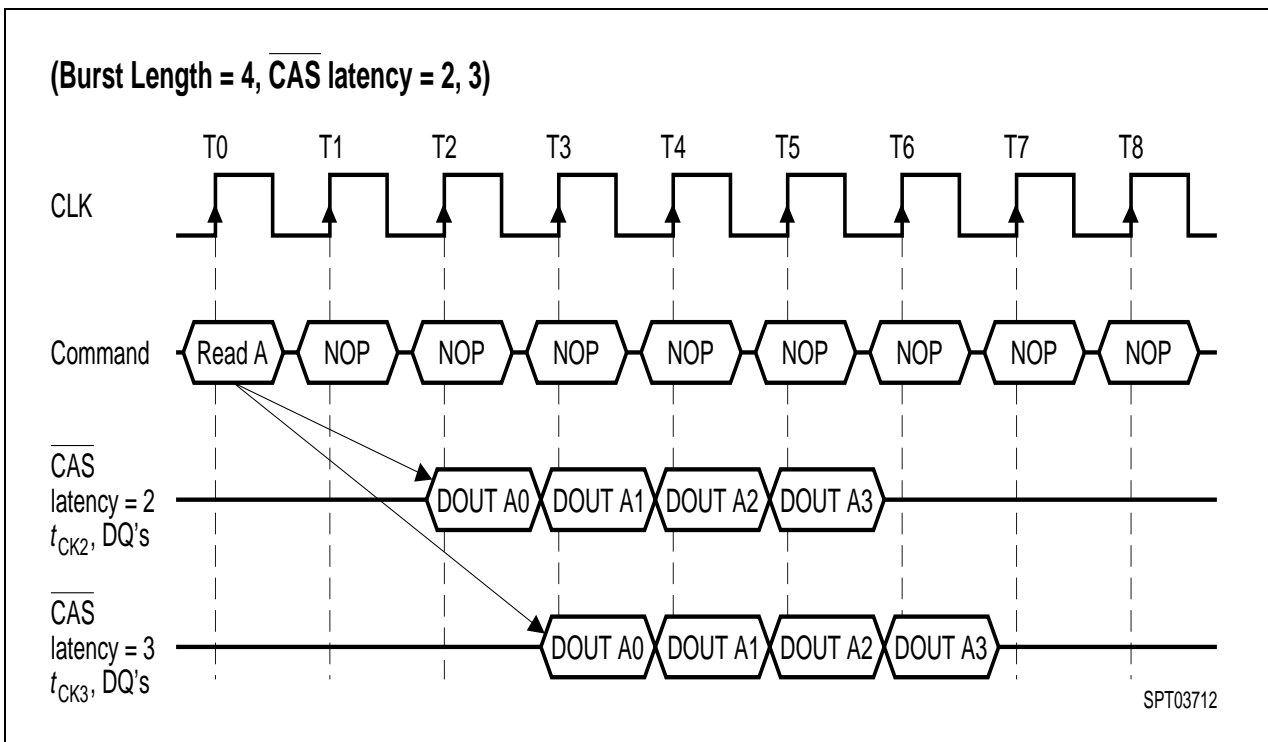 (Burst Length = 4, CAS latency = 2, 3)
T0 T1 T2 T3 T4 T5 T6 T7 T8
CLK
Command Read A NOP NOP NOP NOP NOP NOP NOP NOP
CAS
latency = 2 DOUT A0 DOUT A1 DOUT A2 DOUT A3
tCK2, DQ's
CAS
latency = 3 DOUT A0 DOUT A1 DOUT A2 DOUT A3
tCK3, DQ's
SPT03712